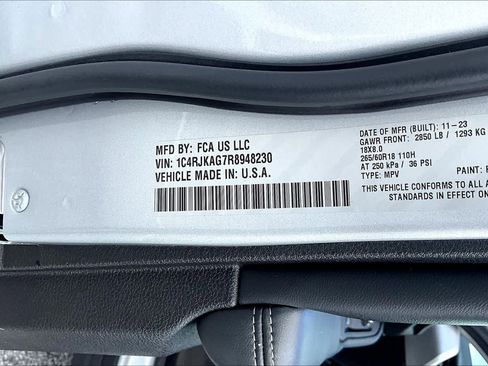 MFD BY: FCA US LLC
VIN: 1C4RJKAG7R8948230
VEHICLE MADE IN: U.S.A.
DATE OF MFR (BUILT): 11-23
GAWR FRONT: 2850 LB / 1293 KG
18X8.0
265/60R18 110H
AT 250 kPa / 36 PSI
TYPE: MPV
PAINT:
THIS VEHICLE CONFORMS TO ALL
STANDARDS IN EFFECT ON